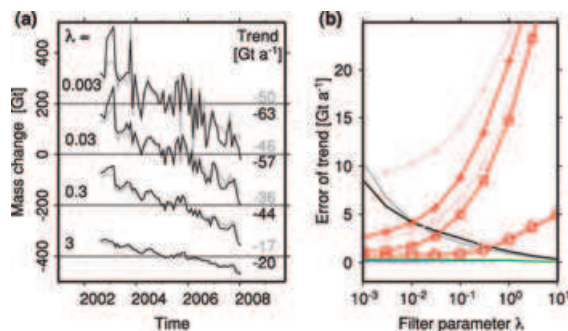 (a)
λ =
Trend
[Gt a⁻¹]
400
200
0
-200
-400
Mass change [Gt]
0.003
-50
-63
0.03
-46
-57
0.3
-36
-44
3
-17
-20
2002 2004 2006 2008
Time
(b)
20
15
10
5
0
Error of trend [Gt a⁻¹]
10⁻³ 10⁻² 10⁻¹ 10⁰ 10¹
Filter parameter λ